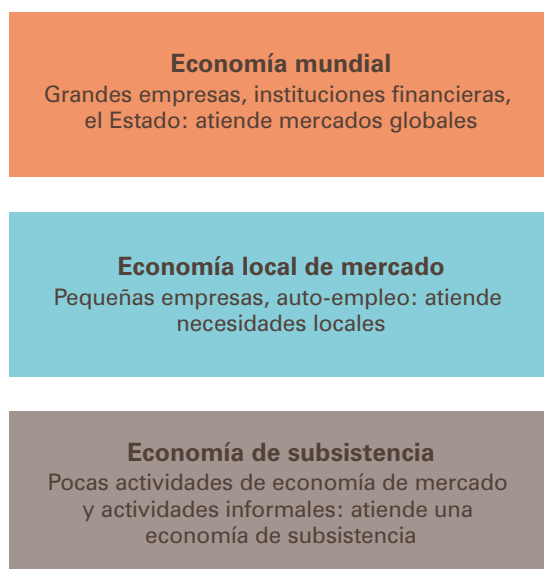 Economía mundial
Grandes empresas, instituciones financieras,
el Estado: atiende mercados globales
Economía local de mercado
Pequeñas empresas, auto-empleo: atiende
necesidades locales
Economía de subsistencia
Pocas actividades de economía de mercado
y actividades informales: atiende una
economía de subsistencia